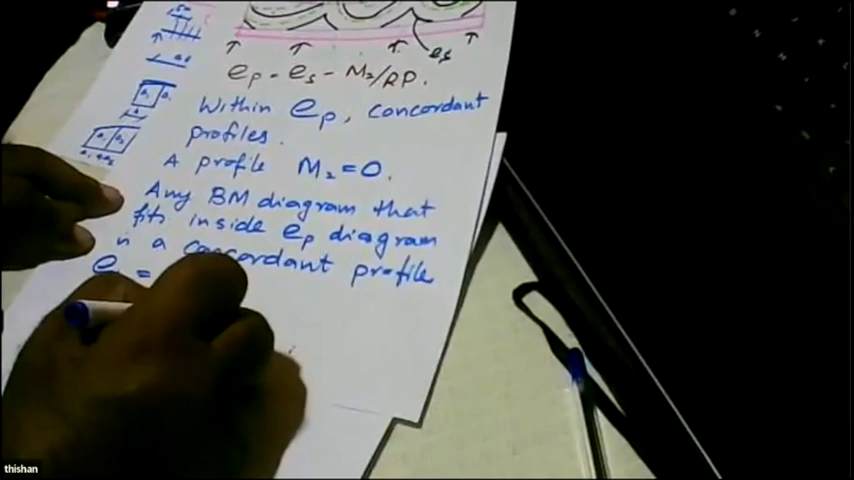 es
ep = es - M2/RP.
Within ep, concordant
profiles.
A profile M2 = 0.
Any BM diagram that
fits inside ep diagram
is a concordant profile
e =
thishan